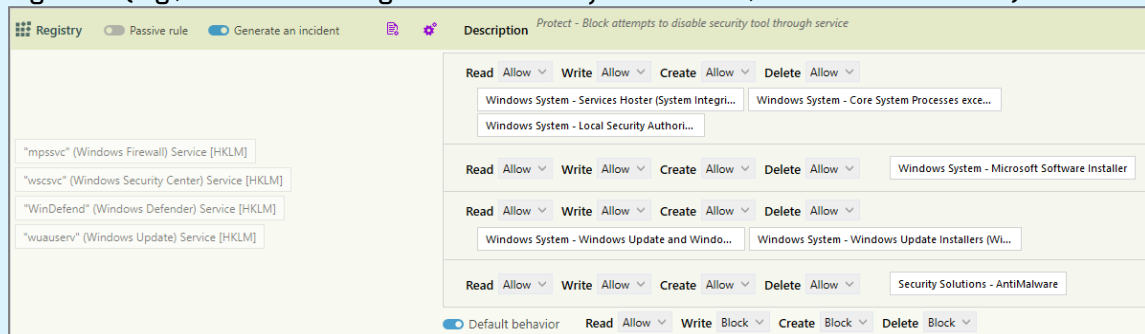 Registry Passive rule Generate an incident Description Protect - Block attempts to disable security tool through service
Read Allow Write Allow Create Allow Delete Allow
Windows System - Services Hoster (System Integri... Windows System - Core System Processes exce...
Windows System - Local Security Authori...
"mpssvc" (Windows Firewall) Service [HKLM]
"wscsvc" (Windows Security Center) Service [HKLM]
"WinDefend" (Windows Defender) Service [HKLM]
"wuauserv" (Windows Update) Service [HKLM]
Read Allow Write Allow Create Allow Delete Allow Windows System - Microsoft Software Installer
Read Allow Write Allow Create Allow Delete Allow
Windows System - Windows Update and Windo... Windows System - Windows Update Installers (Wi...
Read Allow Write Allow Create Allow Delete Allow Security Solutions - AntiMalware
Default behavior Read Allow Write Block Create Block Delete Block